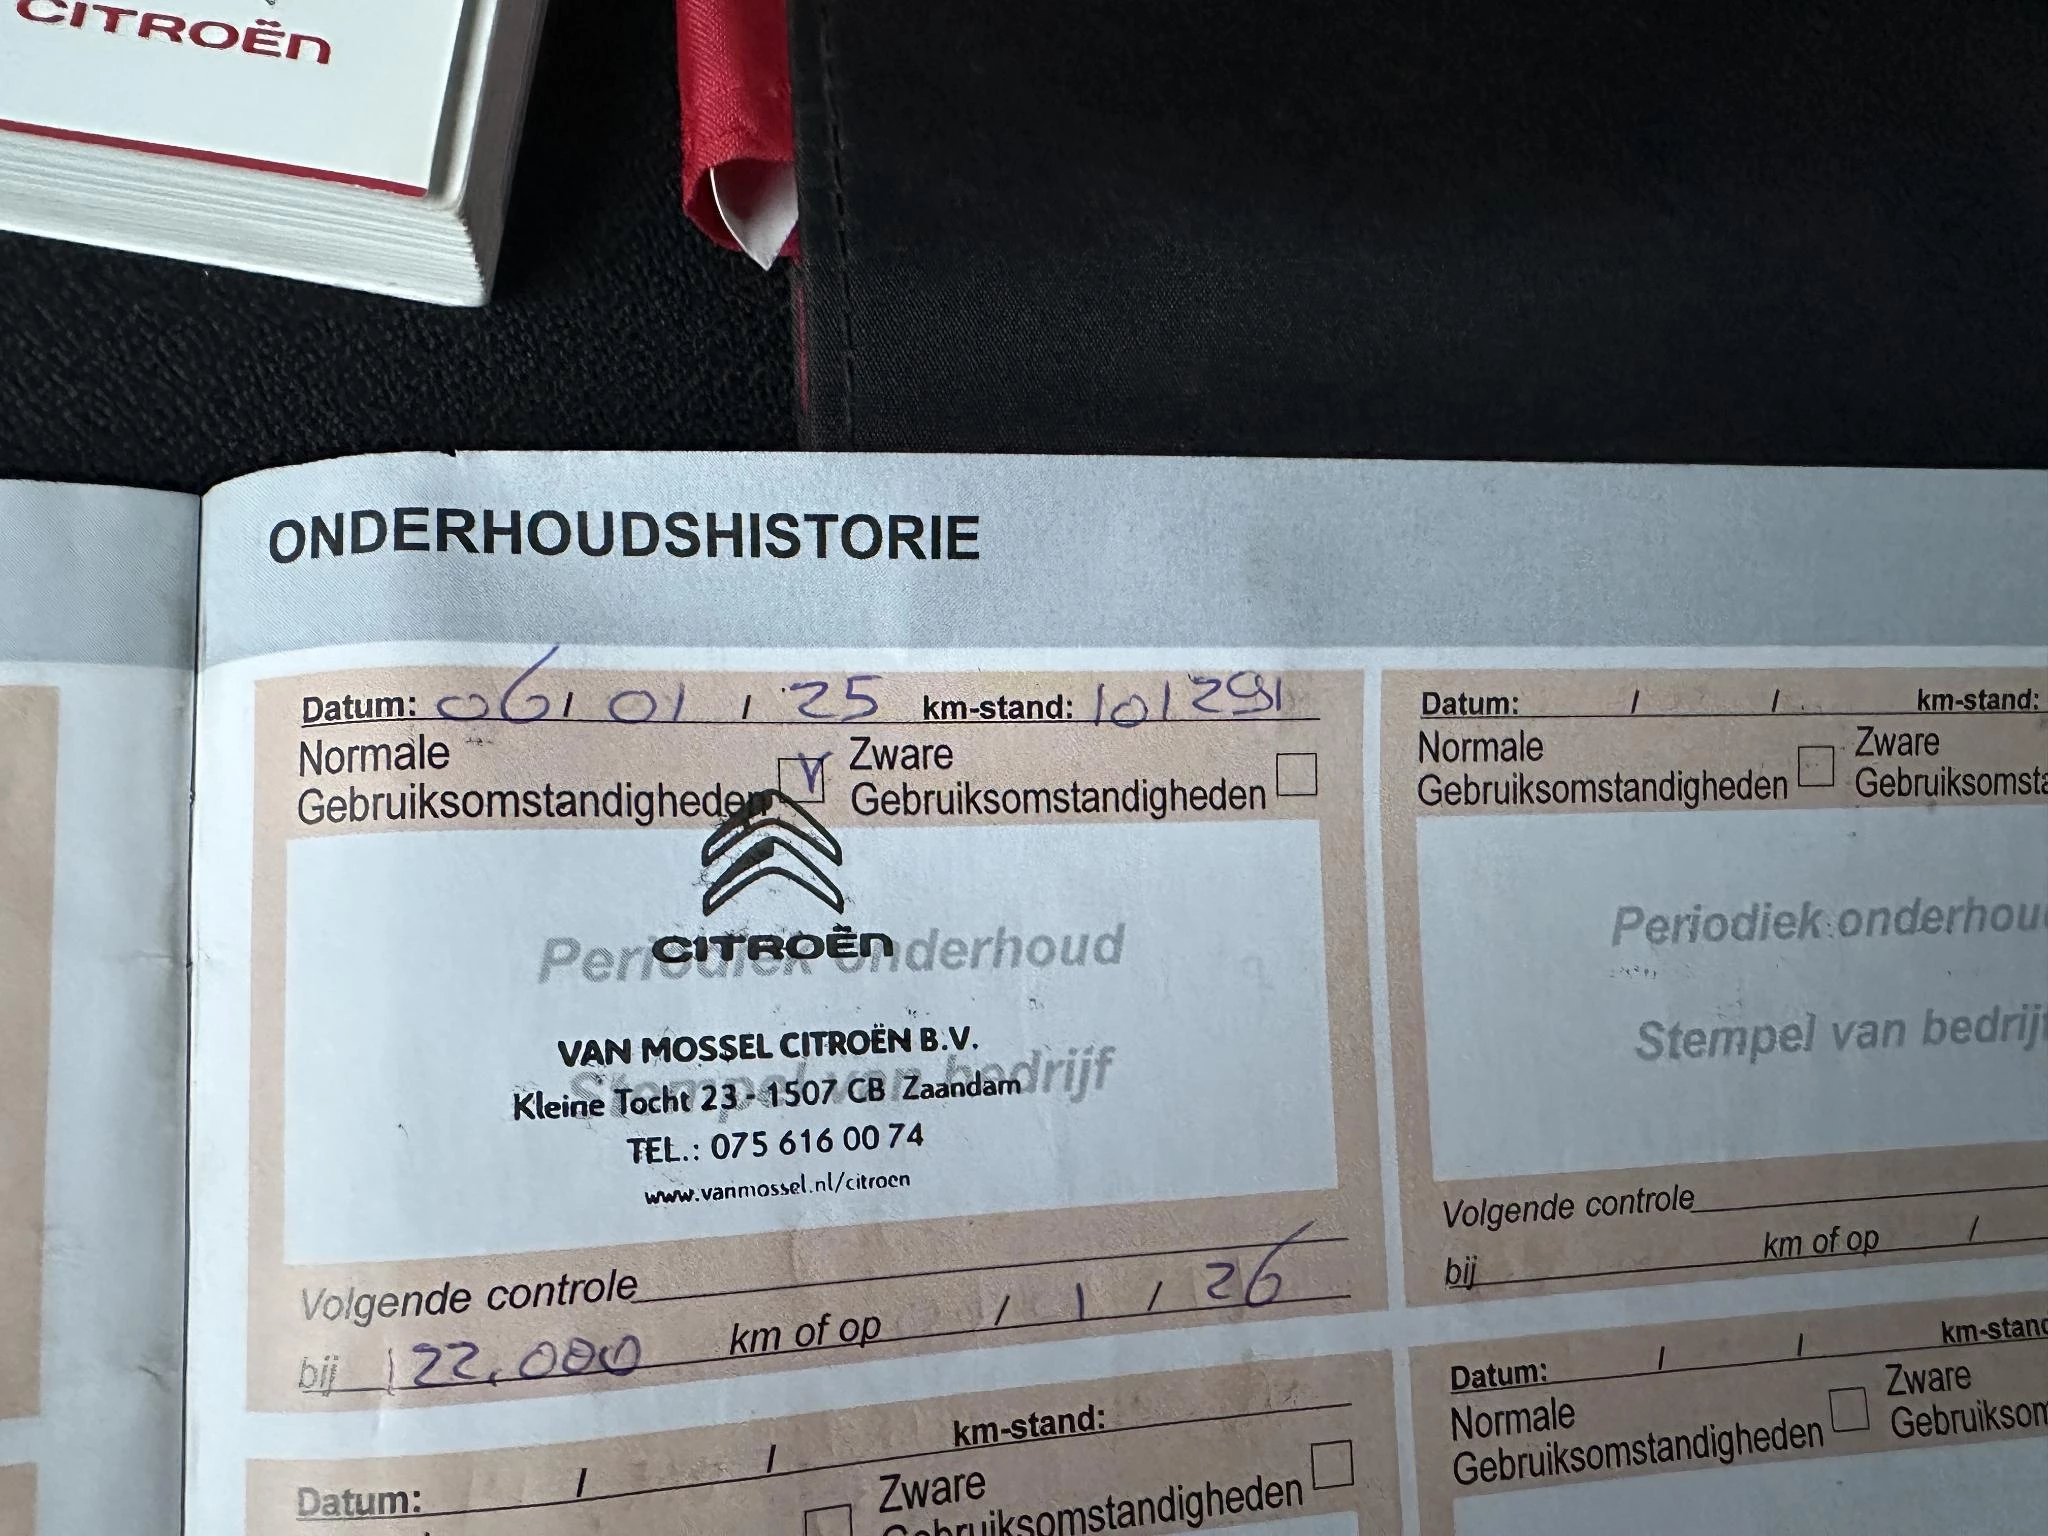 CITROËN
ONDERHOUDSHISTORIE
Datum: 06 / 01 / 25 km-stand: 101291
Normale Gebruiksomstandigheden V Zware Gebruiksomstandigheden
CITROËN
Periodiek onderhoud
VAN MOSSEL CITROËN B.V.
Stempel van bedrijf
Kleine Tocht 23 - 1507 CB Zaandam
TEL.: 075 616 00 74
www.vanmossel.nl/citroen
Volgende controle
bij 122.000 km of op / 1 / 26
Datum: / / km-stand:
Normale Gebruiksomstandigheden Zware
Periodiek onderhou
Stempel van bedrijf
Volgende controle
bij km of op /
Datum: / / km-stand:
Zware
Gebruiksomstandigheden
Datum: / / km-stand
Normale Gebruiksomstandigheden Zware